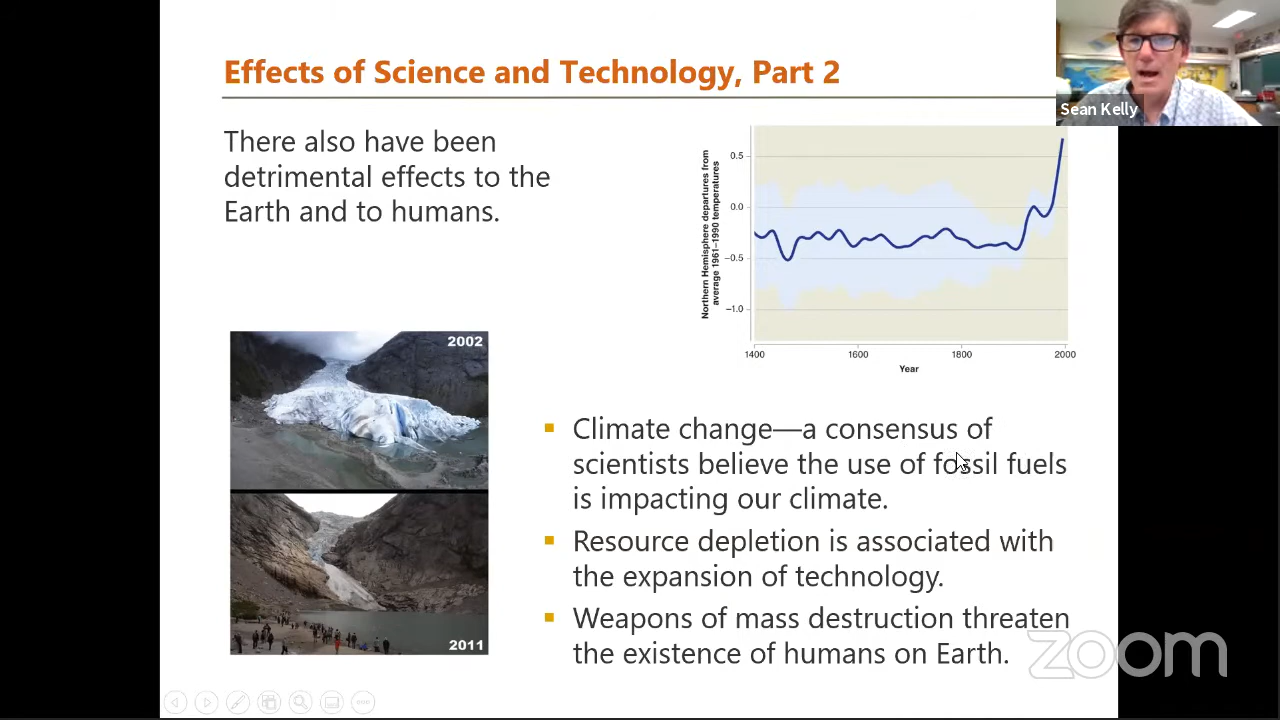 Effects of Science and Technology, Part 2
Sean Kelly
There also have been
detrimental effects to the
Earth and to humans.
Northern Hemisphere departures from
average 1961–1990 temperatures
0.5
0.0
−0.5
−1.0
1400
1600
1800
2000
Year
2002
2011
Climate change—a consensus of
scientists believe the use of fossil fuels
is impacting our climate.
Resource depletion is associated with
the expansion of technology.
Weapons of mass destruction threaten
the existence of humans on Earth.
zoom